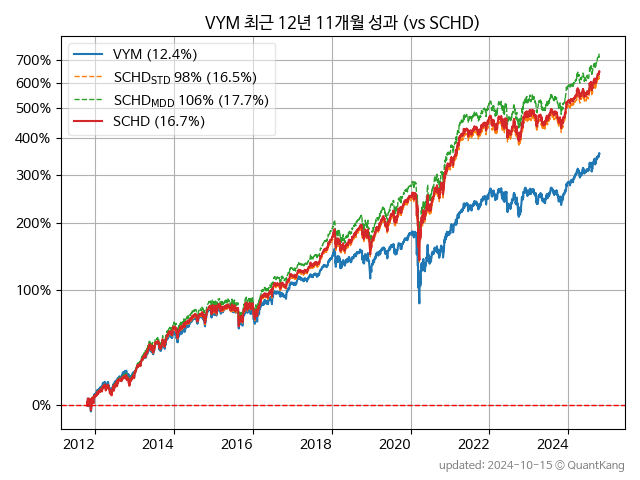 VYM 최근 12년 11개월 성과 (vs SCHD)
VYM (12.4%)
SCHD_STD 98% (16.5%)
SCHD_MDD 106% (17.7%)
SCHD (16.7%)
700%
600%
500%
400%
300%
200%
100%
0%
2012 2014 2016 2018 2020 2022 2024
updated: 2024-10-15 © QuantKang